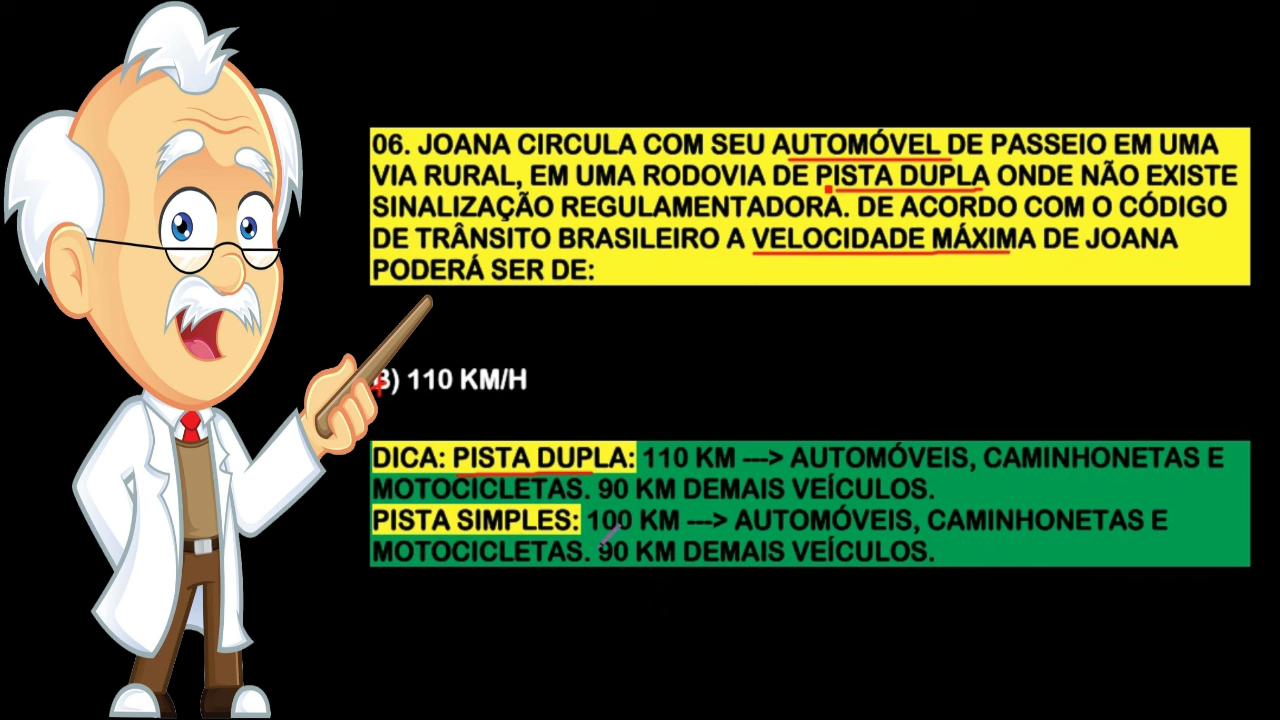 06. JOANA CIRCULA COM SEU AUTOMÓVEL DE PASSEIO EM UMA
VIA RURAL, EM UMA RODOVIA DE PISTA DUPLA ONDE NÃO EXISTE
SINALIZAÇÃO REGULAMENTADORA. DE ACORDO COM O CÓDIGO
DE TRÂNSITO BRASILEIRO A VELOCIDADE MÁXIMA DE JOANA
PODERÁ SER DE:
B) 110 KM/H
DICA: PISTA DUPLA: 110 KM ---> AUTOMÓVEIS, CAMINHONETAS E
MOTOCICLETAS. 90 KM DEMAIS VEÍCULOS.
PISTA SIMPLES: 100 KM ---> AUTOMÓVEIS, CAMINHONETAS E
MOTOCICLETAS. 90 KM DEMAIS VEÍCULOS.